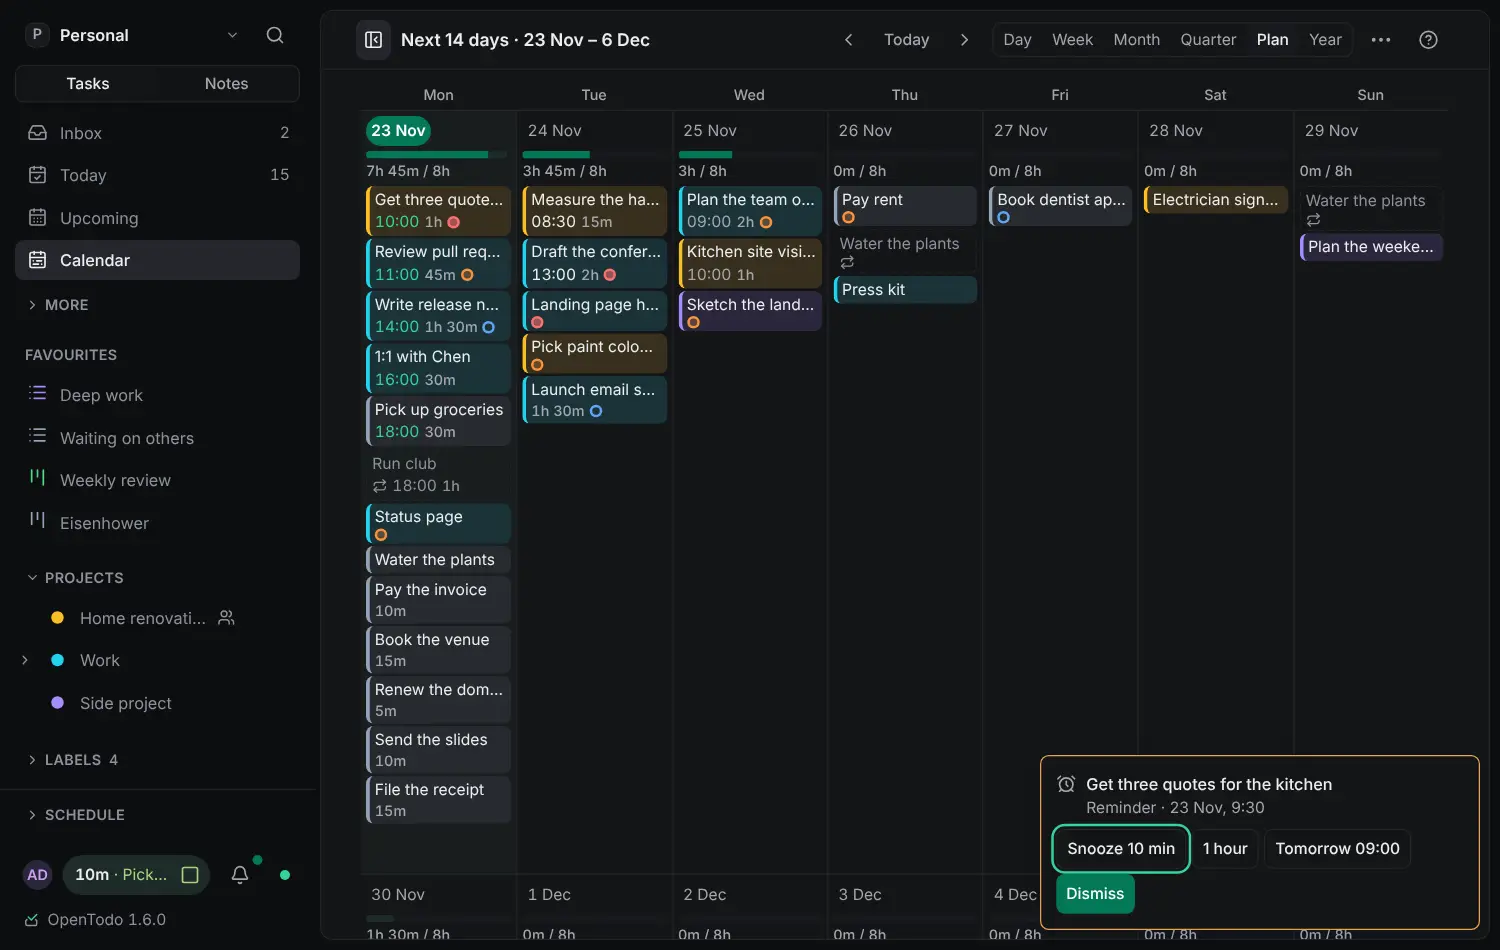 P Personal
Tasks Notes
Inbox 2
Today 15
Upcoming
Calendar
MORE
FAVOURITES
Deep work
Waiting on others
Weekly review
Eisenhower
PROJECTS
Home renovati...
Work
Side project
LABELS 4
SCHEDULE
AD 10m · Pick...
OpenTodo 1.6.0
Next 14 days · 23 Nov – 6 Dec
Today
Day Week Month Quarter Plan Year
Mon Tue Wed Thu Fri Sat Sun
23 Nov
7h 45m / 8h
Get three quote...
10:00 1h
Review pull req...
11:00 45m
Write release n...
14:00 1h 30m
1:1 with Chen
16:00 30m
Pick up groceries
18:00 30m
Run club
18:00 1h
Status page
Water the plants
Pay the invoice
10m
Book the venue
15m
Renew the dom...
5m
Send the slides
10m
File the receipt
15m
24 Nov
3h 45m / 8h
Measure the ha...
08:30 15m
Draft the confer...
13:00 2h
Landing page h...
Pick paint colo...
Launch email s...
1h 30m
25 Nov
3h / 8h
Plan the team o...
09:00 2h
Kitchen site visi...
10:00 1h
Sketch the land...
26 Nov
0m / 8h
Pay rent
Water the plants
Press kit
27 Nov
0m / 8h
Book dentist ap...
28 Nov
0m / 8h
Electrician sign...
29 Nov
0m / 8h
Water the plants
Plan the weeke...
30 Nov 1 Dec 2 Dec 3 Dec 4 Dec
1h 30m / 8h 0m / 8h 0m / 8h 0m / 8h 0m / 8h 0m / 8h 0m / 8h
Get three quotes for the kitchen
Reminder · 23 Nov, 9:30
Snooze 10 min 1 hour Tomorrow 09:00
Dismiss